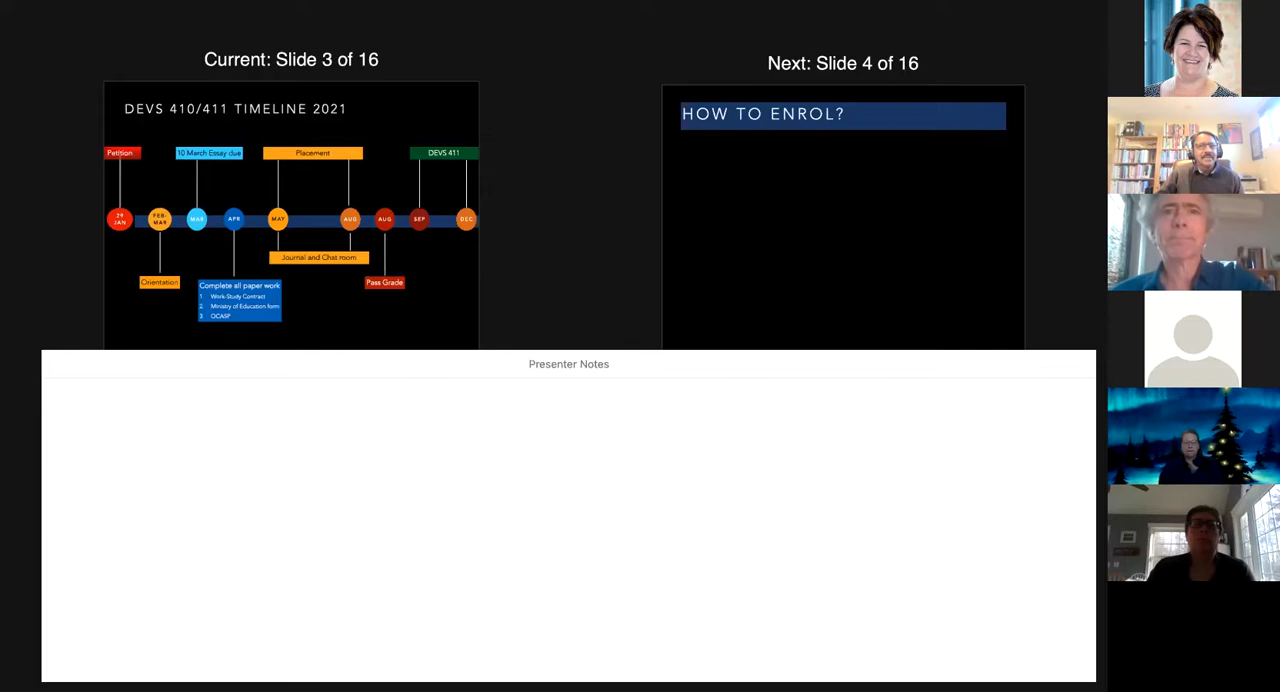 Current: Slide 3 of 16
Next: Slide 4 of 16
DEVS 410/411 TIMELINE 2021
HOW TO ENROL?
Petition
10 March Essay due
Placement
DEVS 411
29 JAN
FEB-MAR
MAR
APR
MAY
AUG
AUG
SEP
DEC
Journal and Chat room
Orientation
Complete all paper work
1 Work-Study Contract
2 Ministry of Education form
3 OCASP
Pass Grade
Presenter Notes